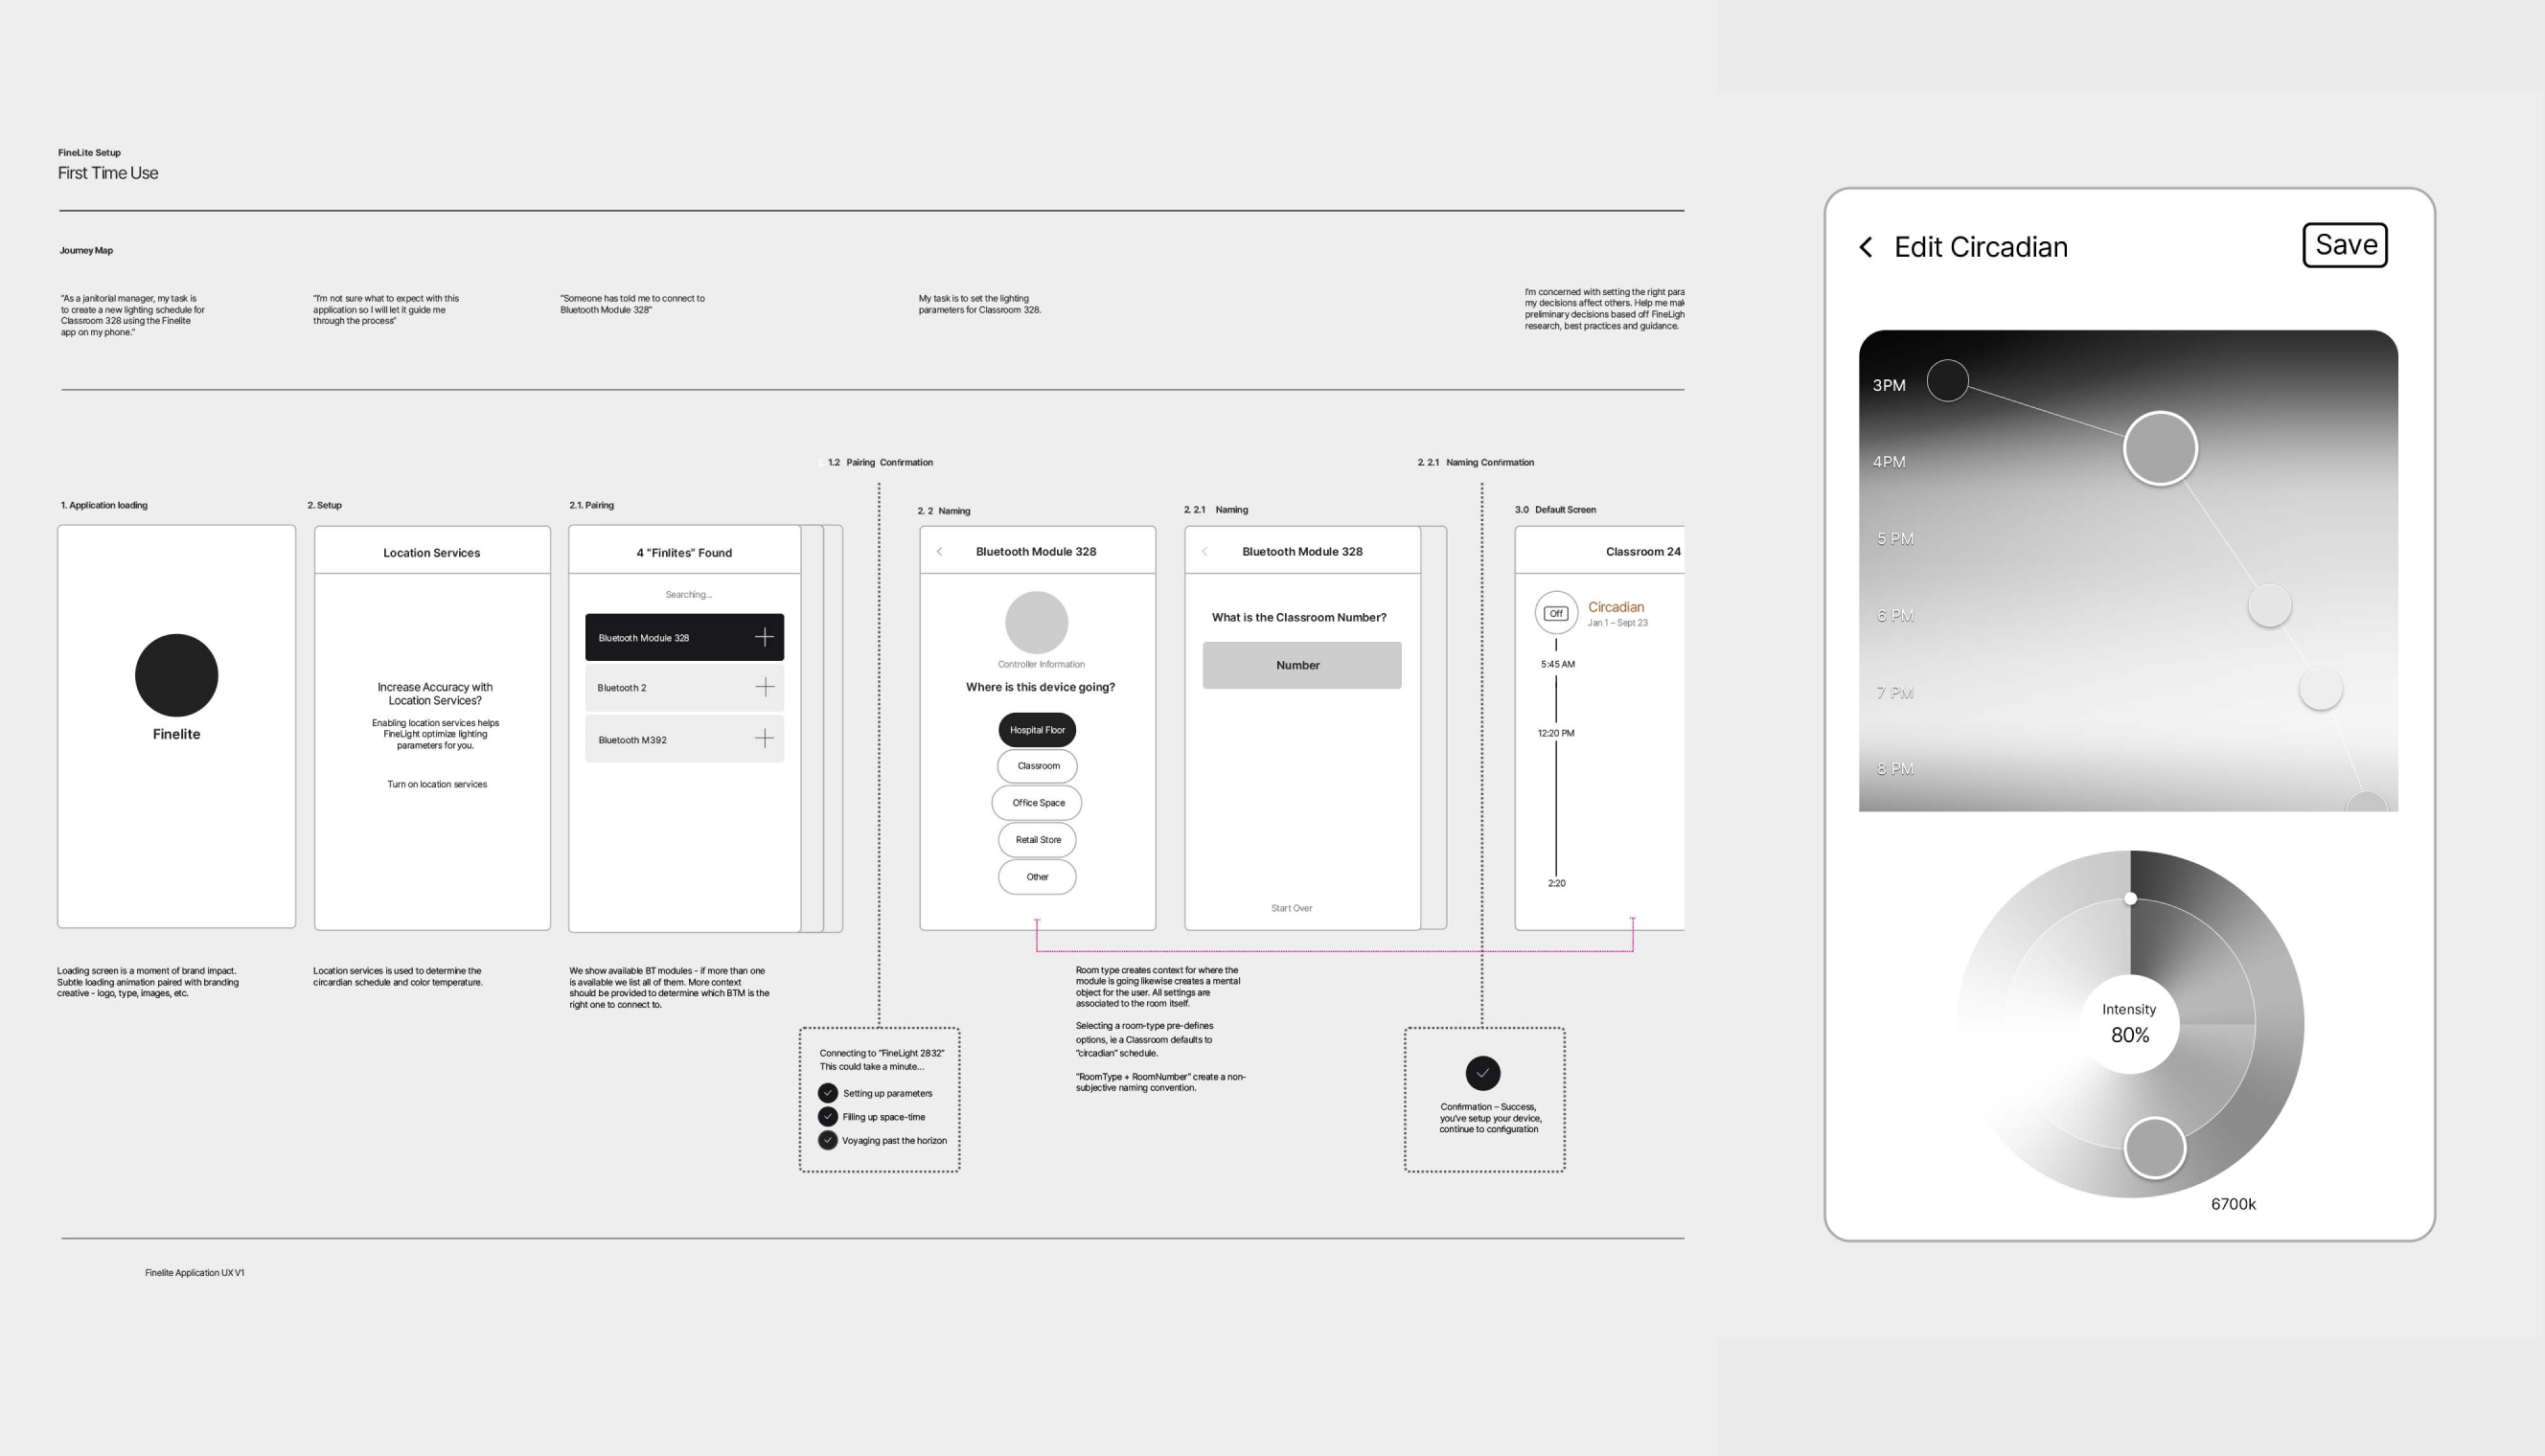 FineLite Setup
First Time Use
Journey Map
"As a janitorial manager, my task is
to create a new lighting schedule for
Classroom 328 using the Finelite
app on my phone."
"I'm not sure what to expect with this
application so I will let it guide me
through the process"
"Someone has told me to connect to
Bluetooth Module 328"
My task is to set the lighting
parameters for Classroom 328.
I'm concerned with setting the right para
my decisions affect others. Help me mak
preliminary decisions based off FineLigh
research, best practices and guidance.
1. Application loading
Finelite
Loading screen is a moment of brand impact.
Subtle loading animation paired with branding
creative - logo, type, images, etc.
2. Setup
Location Services
Increase Accuracy with
Location Services?
Enabling location services helps
FineLight optimize lighting
parameters for you.
Turn on location services
Location services is used to determine the
circardian schedule and color temperature.
2.1. Pairing
4 "Finlites" Found
Searching...
Bluetooth Module 328
Bluetooth 2
Bluetooth M392
We show available BT modules - if more than one
is available we list all of them. More context
should be provided to determine which BTM is the
right one to connect to.
2. 1.2 Pairing Confirmation
Connecting to "FineLight 2832"
This could take a minute...
Setting up parameters
Filling up space-time
Voyaging past the horizon
2. 2 Naming
Bluetooth Module 328
Controller Information
Where is this device going?
Hospital Floor
Classroom
Office Space
Retail Store
Other
2. 2.1 Naming
Bluetooth Module 328
What is the Classroom Number?
Number
Start Over
Room type creates context for where the
module is going likewise creates a mental
object for the user. All settings are
associated to the room itself.
Selecting a room-type pre-defines
options, ie a Classroom defaults to
"circadian" schedule.
"RoomType + RoomNumber" create a non-
subjective naming convention.
2. 2.1 Naming Confirmation
Confirmation – Success,
you've setup your device,
continue to configuration
3.0 Default Screen
Classroom 24
Off
Circadian
Jan 1 – Sept 23
5:45 AM
12:20 PM
2:20
Finelite Application UX V1
Edit Circadian
Save
3PM
4PM
5 PM
6 PM
7 PM
8 PM
Intensity
80%
6700k